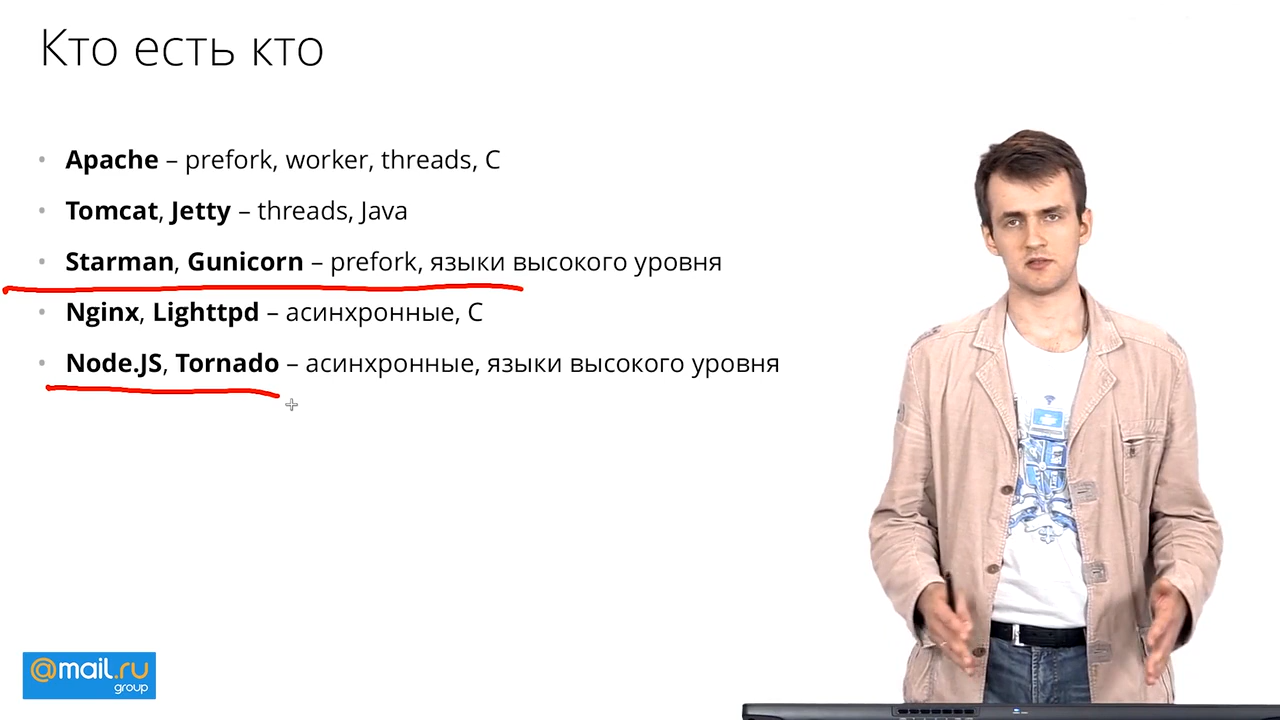 Кто есть кто
• Apache – prefork, worker, threads, C
• Tomcat, Jetty – threads, Java
• Starman, Gunicorn – prefork, языки высокого уровня
• Nginx, Lighttpd – асинхронные, C
• Node.JS, Tornado – асинхронные, языки высокого уровня
@mail.ru
group